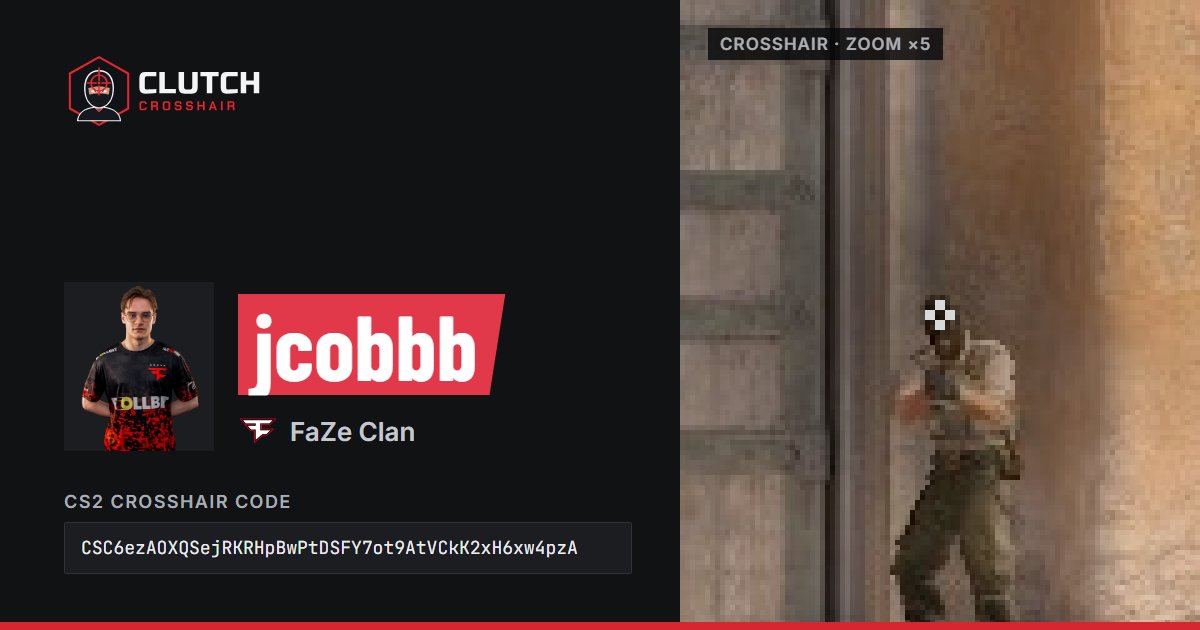 CLUTCH
CROSSHAIR
CROSSHAIR · ZOOM ×5
jcobbb
FaZe Clan
CS2 CROSSHAIR CODE
CSC6ezAOXQSejRKRHpBwPtDSFY7ot9AtVCkK2xH6xw4pzA